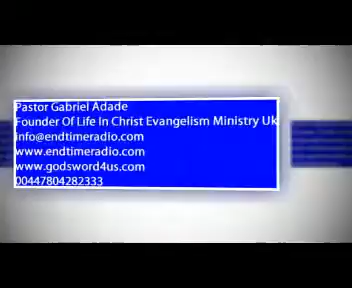 Pastor Gabriel Adade
Founder Of Life In Christ Evangelism Ministry Uk
info@endtimeradio.com
www.endtimeradio.com
www.godsword4us.com
00447804282333